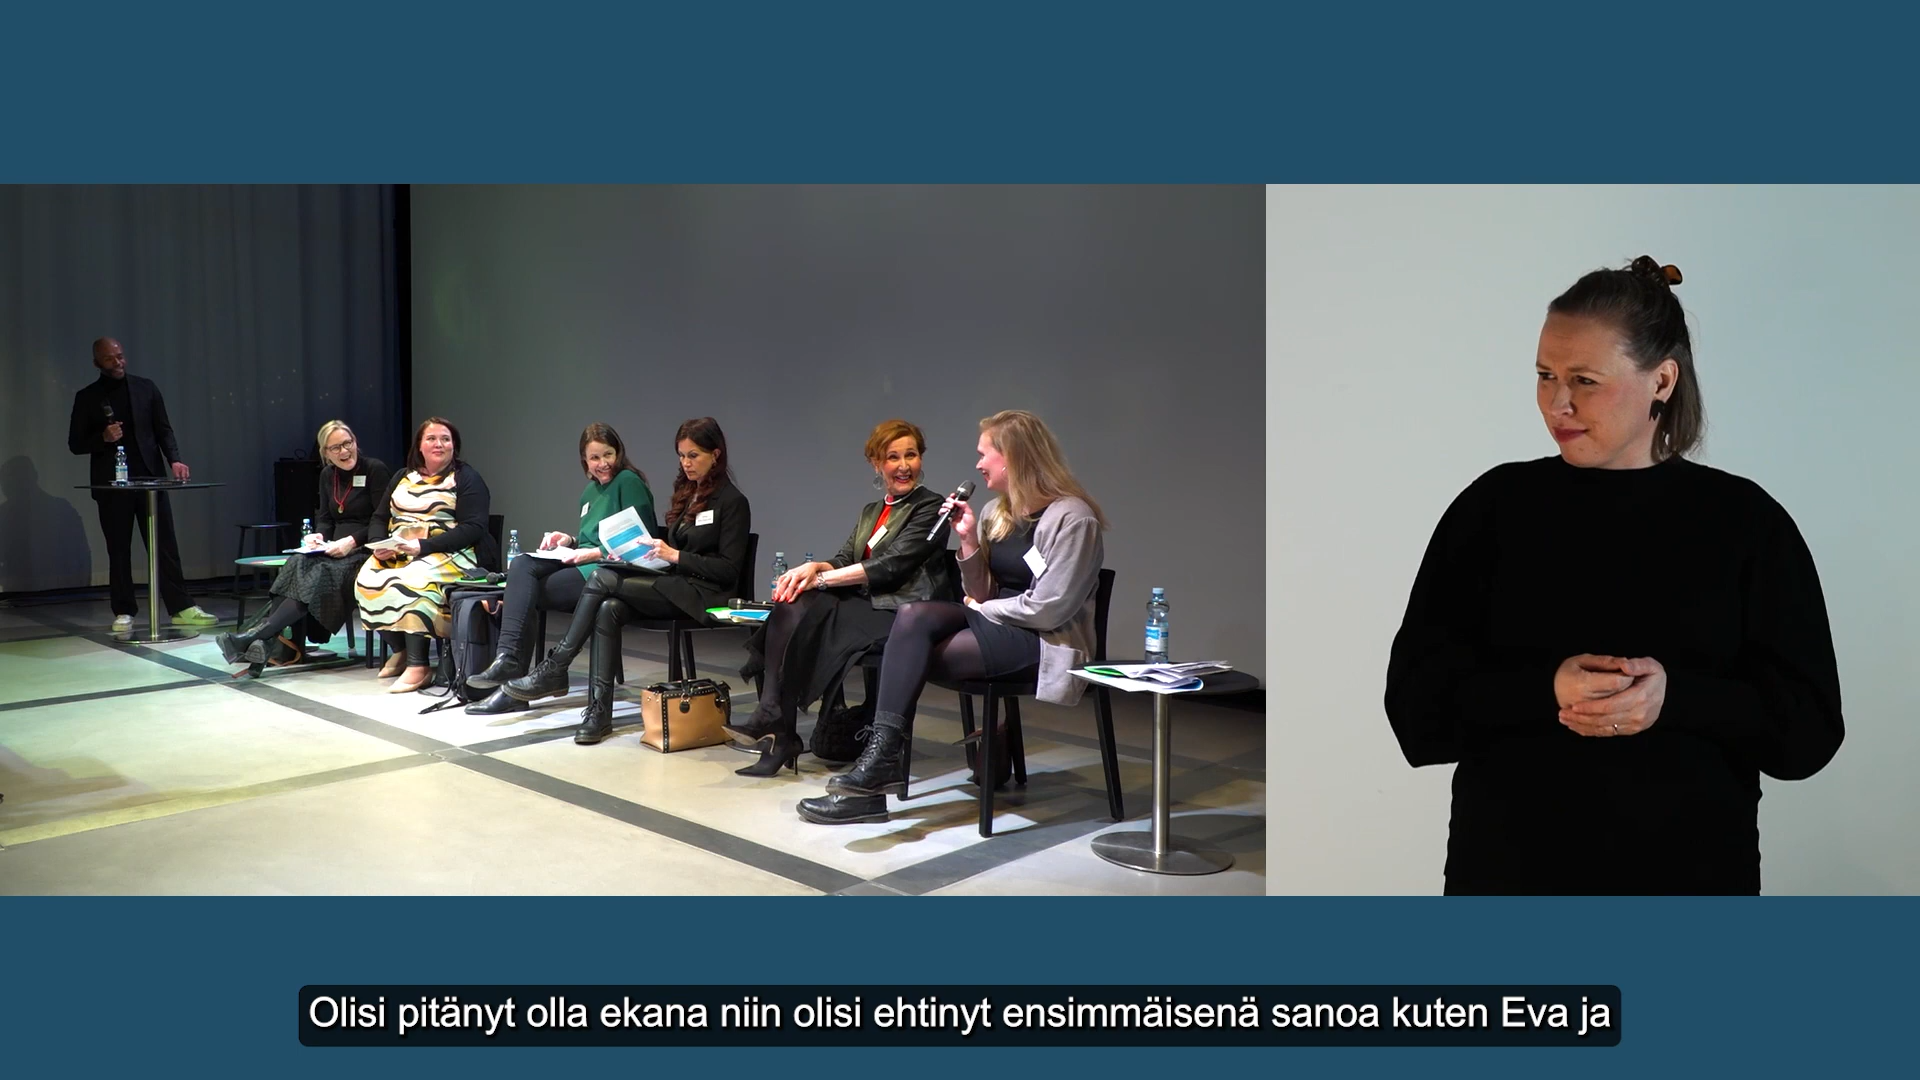 Olisi pitänyt olla ekana niin olisi ehtinyt ensimmäisenä sanoa kuten Eva ja